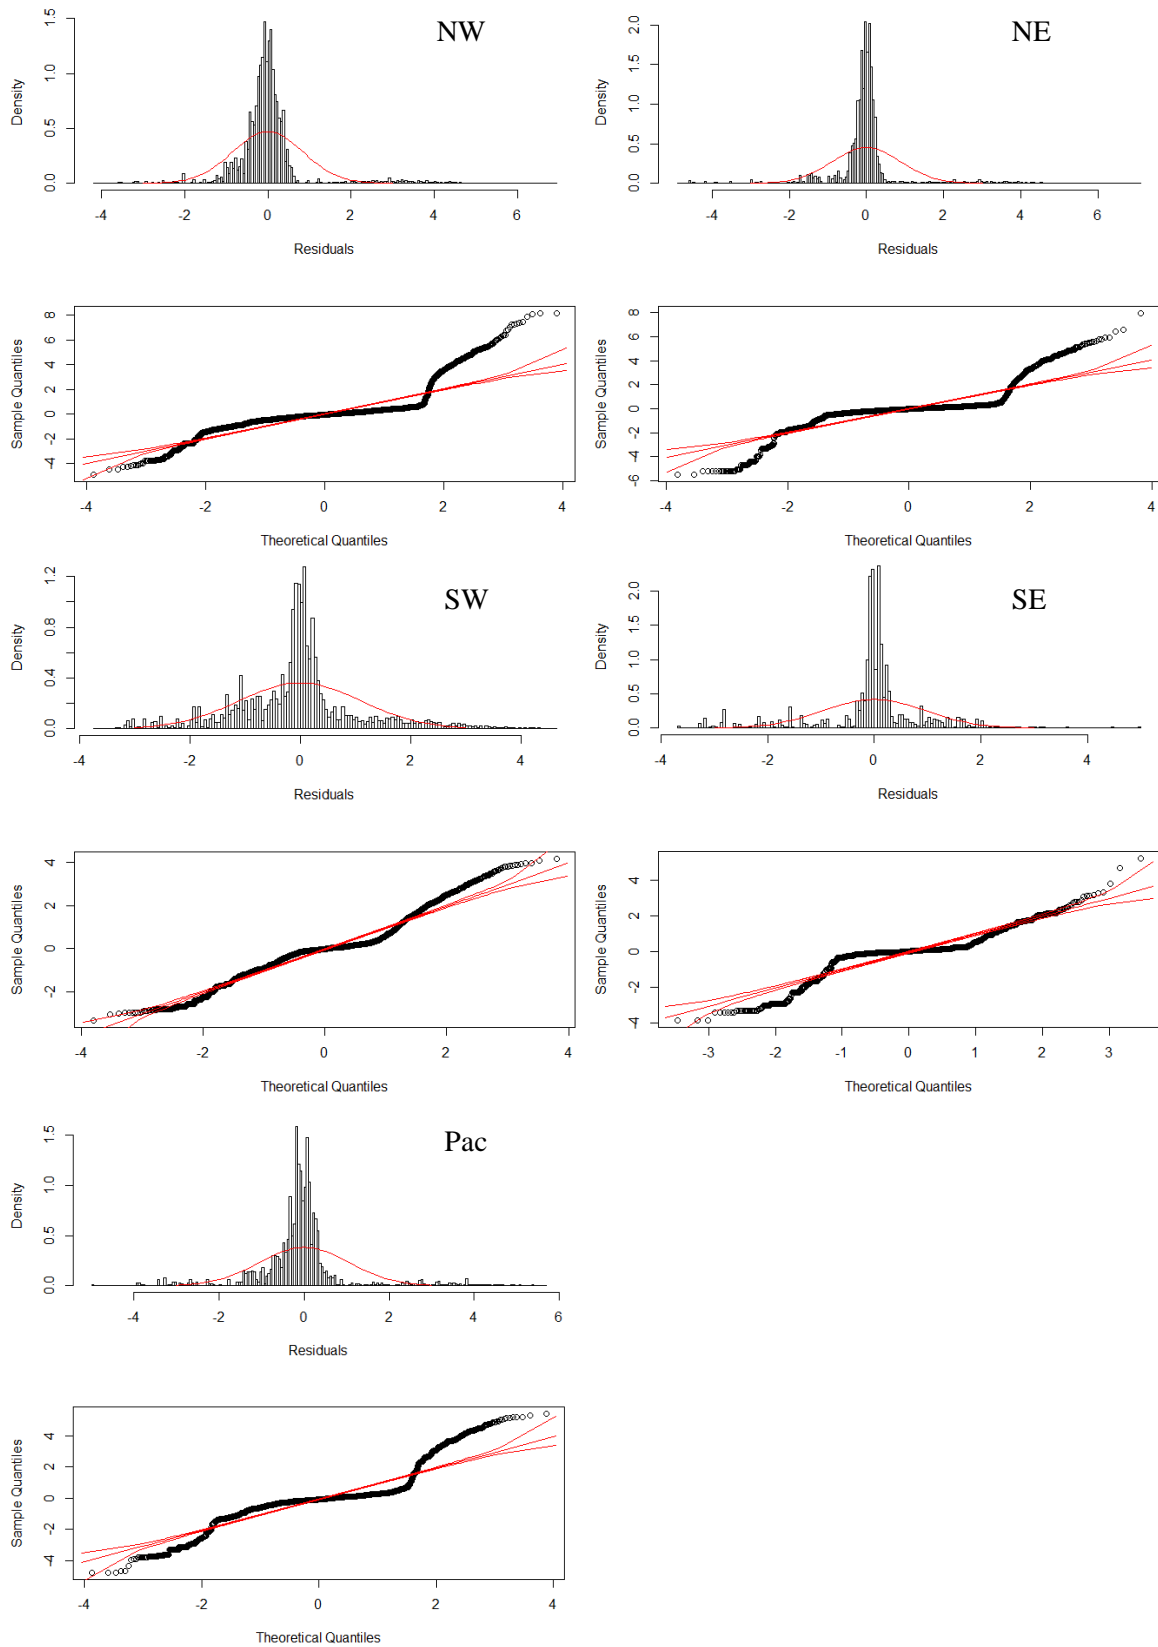 NW
Density
0.0 0.5 1.0 1.5
-4 -2 0 2 4 6
Residuals
NE
Density
0.0 0.5 1.0 1.5 2.0
-4 -2 0 2 4 6
Residuals
Sample Quantiles
-4 -2 0 2 4 6 8
-4 -2 0 2 4
Theoretical Quantiles
Sample Quantiles
-6 -4 -2 0 2 4 6 8
-4 -2 0 2 4
Theoretical Quantiles
SW
Density
0.0 0.4 0.8 1.2
-4 -2 0 2 4
Residuals
SE
Density
0.0 0.5 1.0 1.5 2.0
-4 -2 0 2 4
Residuals
Sample Quantiles
-2 0 2 4
-4 -2 0 2 4
Theoretical Quantiles
Sample Quantiles
-4 -2 0 2 4
-3 -2 -1 0 1 2 3
Theoretical Quantiles
Pac
Density
0.0 0.5 1.0 1.5
-4 -2 0 2 4 6
Residuals
Sample Quantiles
-4 -2 0 2 4
-4 -2 0 2 4
Theoretical Quantiles